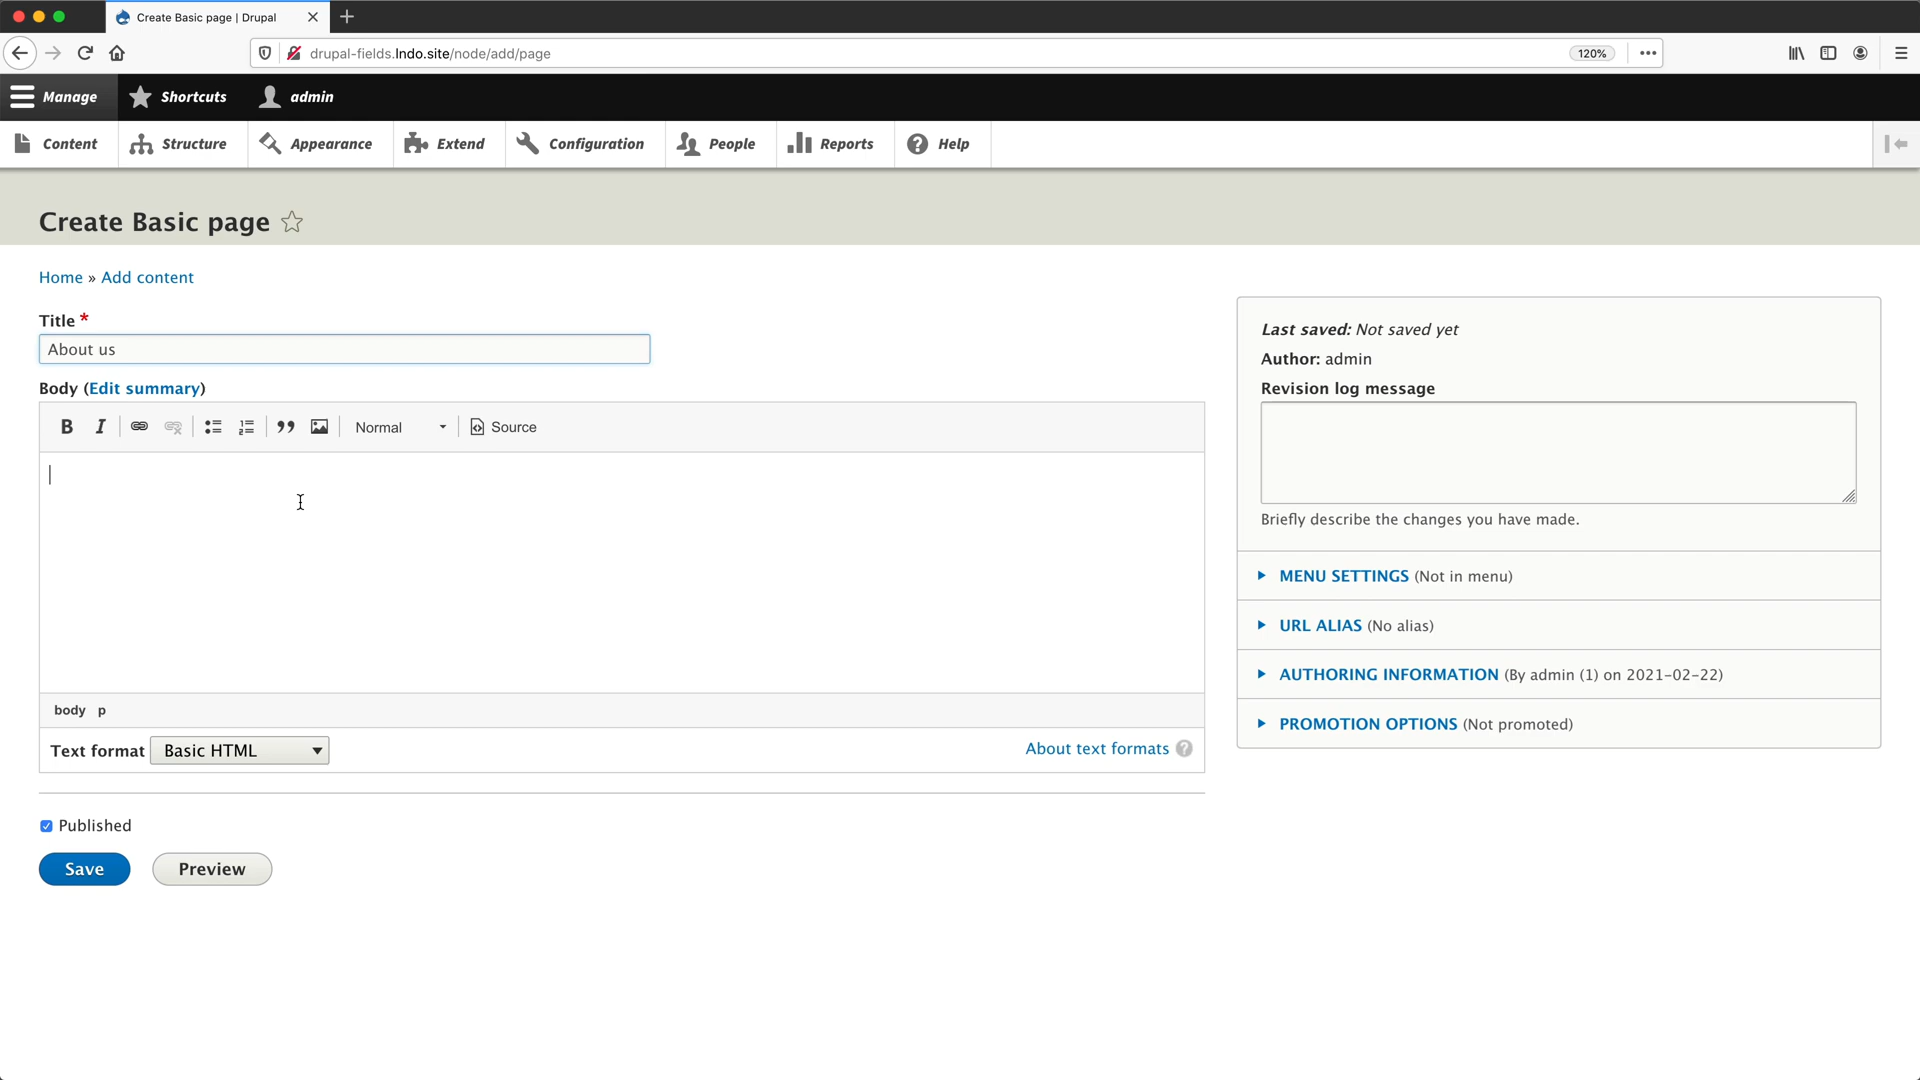 Create Basic page | Drupal
drupal-fields.lndo.site/node/add/page
120%
Manage Shortcuts admin
Content Structure Appearance Extend Configuration People Reports Help
Create Basic page
Home » Add content
Title *
About us
Body (Edit summary)
B I Normal Source
body p
Text format Basic HTML
About text formats ?
Published
Save Preview
Last saved: Not saved yet
Author: admin
Revision log message
Briefly describe the changes you have made.
MENU SETTINGS (Not in menu)
URL ALIAS (No alias)
AUTHORING INFORMATION (By admin (1) on 2021-02-22)
PROMOTION OPTIONS (Not promoted)